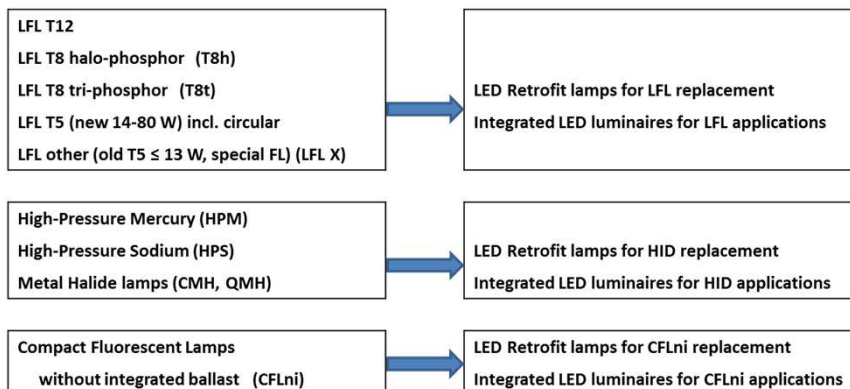 LFL T12
LFL T8 halo-phosphor (T8h)
LFL T8 tri-phosphor (T8t)
LFL T5 (new 14-80 W) incl. circular
LFL other (old T5 ≤ 13 W, special FL) (LFL X)
LED Retrofit lamps for LFL replacement
Integrated LED luminaires for LFL applications
High-Pressure Mercury (HPM)
High-Pressure Sodium (HPS)
Metal Halide lamps (CMH, QMH)
LED Retrofit lamps for HID replacement
Integrated LED luminaires for HID applications
Compact Fluorescent Lamps
without integrated ballast (CFLni)
LED Retrofit lamps for CFLni replacement
Integrated LED luminaires for CFLni applications